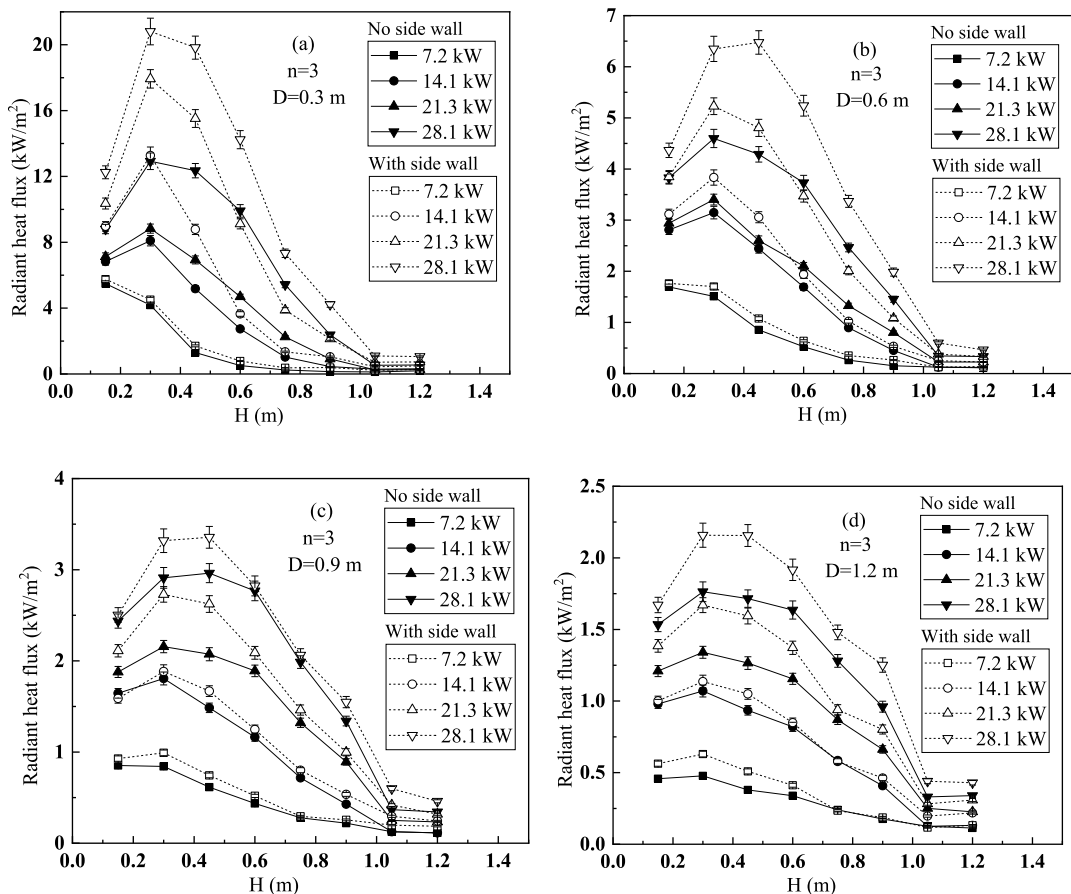 (a)
n=3
D=0.3 m
No side wall
7.2 kW
14.1 kW
21.3 kW
28.1 kW
With side wall
7.2 kW
14.1 kW
21.3 kW
28.1 kW
Radiant heat flux (kW/m²)
20
16
12
8
4
0
0.0 0.2 0.4 0.6 0.8 1.0 1.2 1.4
H (m)
(b)
n=3
D=0.6 m
No side wall
7.2 kW
14.1 kW
21.3 kW
28.1 kW
With side wall
7.2 kW
14.1 kW
21.3 kW
28.1 kW
Radiant heat flux (kW/m²)
7
6
5
4
3
2
1
0
0.0 0.2 0.4 0.6 0.8 1.0 1.2 1.4
H (m)
(c)
n=3
D=0.9 m
No side wall
7.2 kW
14.1 kW
21.3 kW
28.1 kW
With side wall
7.2 kW
14.1 kW
21.3 kW
28.1 kW
Radiant heat flux (kW/m²)
4
3
2
1
0
0.0 0.2 0.4 0.6 0.8 1.0 1.2 1.4
H (m)
(d)
n=3
D=1.2 m
No side wall
7.2 kW
14.1 kW
21.3 kW
28.1 kW
With side wall
7.2 kW
14.1 kW
21.3 kW
28.1 kW
Radiant heat flux (kW/m²)
2.5
2.0
1.5
1.0
0.5
0.0
0.0 0.2 0.4 0.6 0.8 1.0 1.2 1.4
H (m)